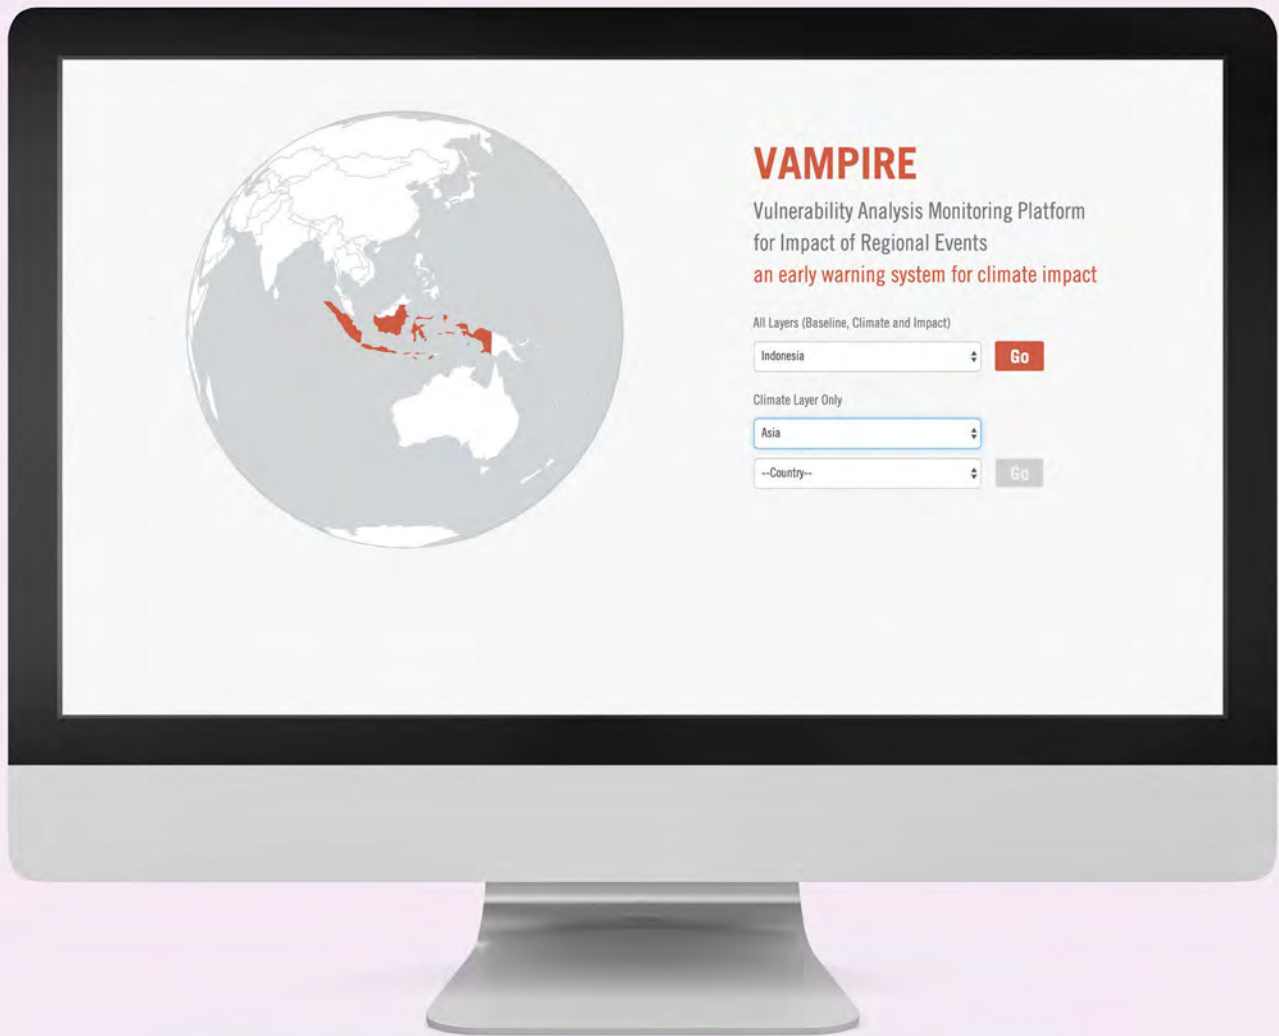 VAMPIRE
Vulnerability Analysis Monitoring Platform
for Impact of Regional Events
an early warning system for climate impact
All Layers (Baseline, Climate and Impact)
Indonesia
Go
Climate Layer Only
Asia
--Country--
Go